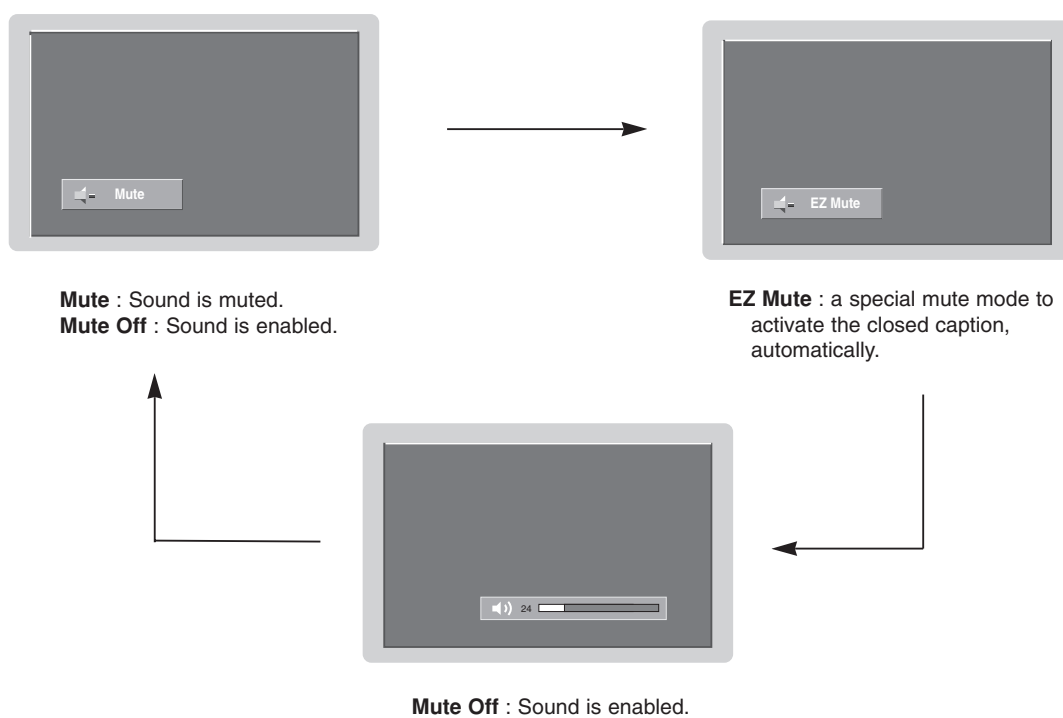 Mute
EZ Mute
Mute : Sound is muted.
Mute Off : Sound is enabled.
EZ Mute : a special mute mode to
activate the closed caption,
automatically.
24
Mute Off : Sound is enabled.